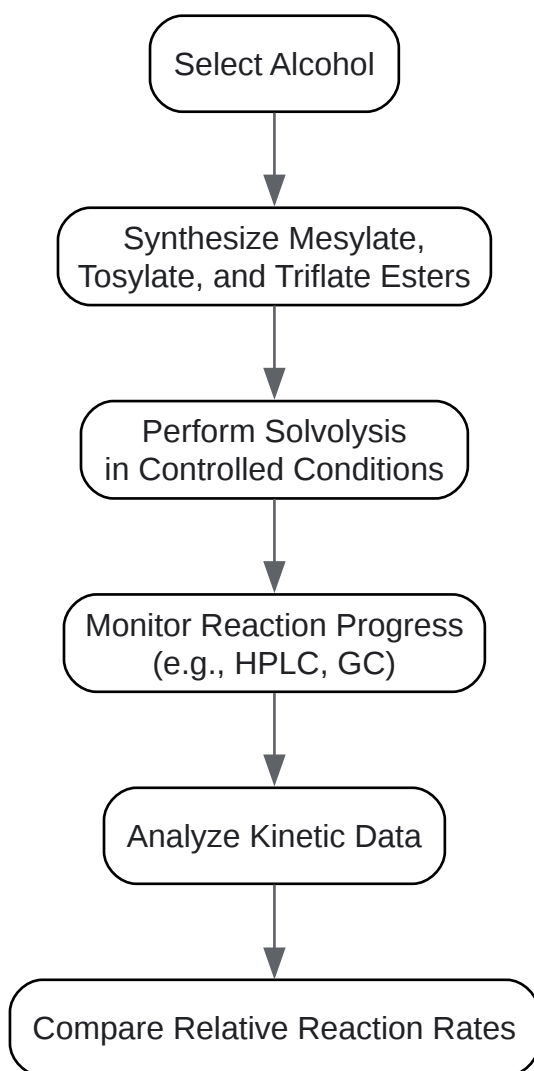 Select Alcohol
Synthesize Mesylate,
Tosylate, and Triflate Esters
Perform Solvolysis
in Controlled Conditions
Monitor Reaction Progress
(e.g., HPLC, GC)
Analyze Kinetic Data
Compare Relative Reaction Rates